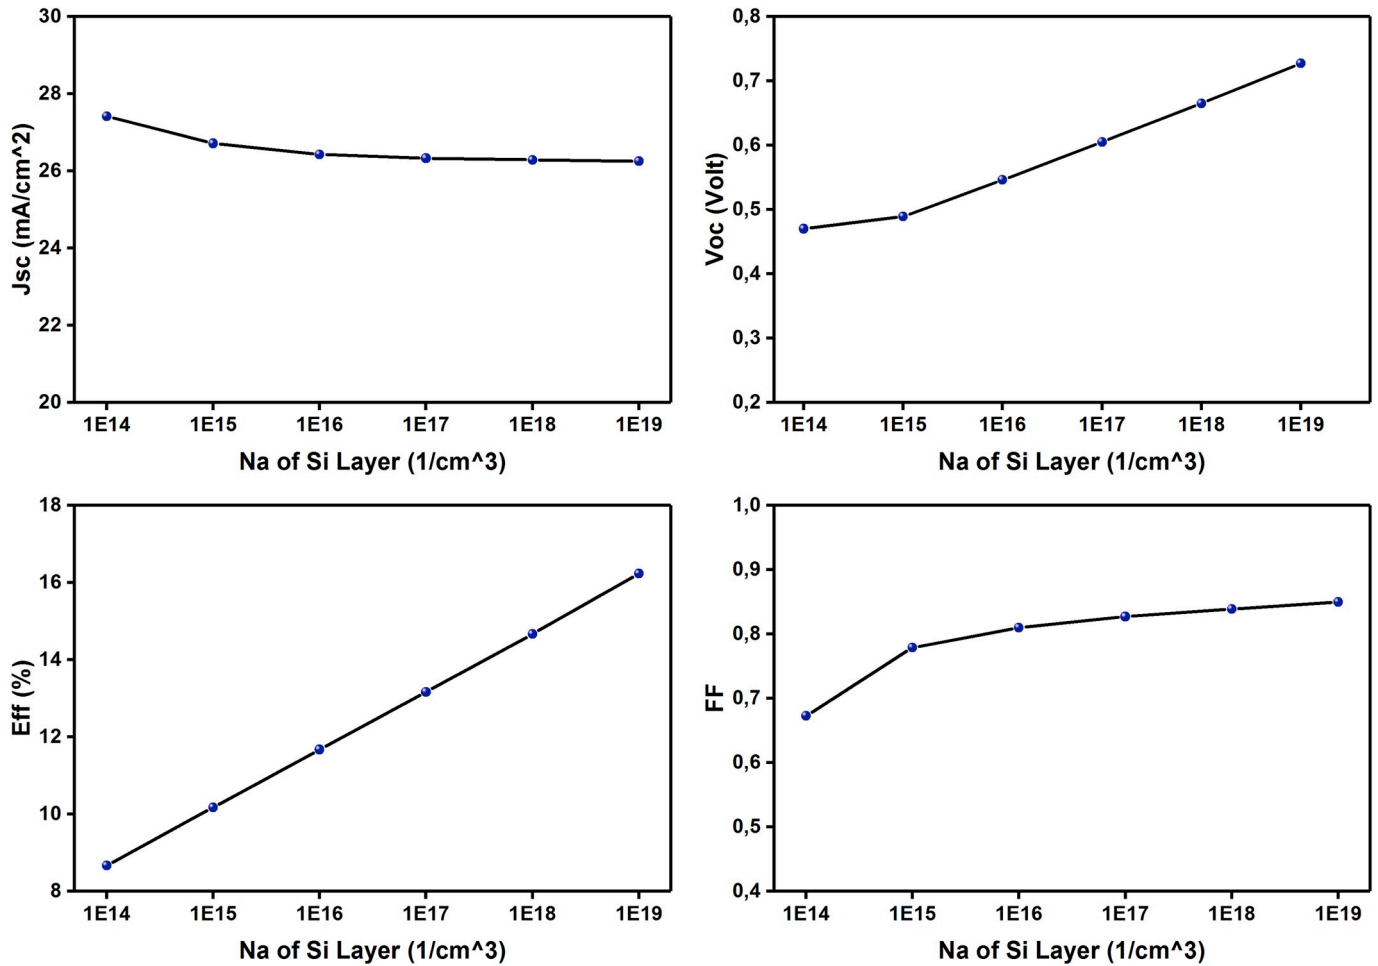 Jsc (mA/cm^2)
30
28
26
24
22
20
1E14 1E15 1E16 1E17 1E18 1E19
Na of Si Layer (1/cm^3)
Voc (Volt)
0,8
0,7
0,6
0,5
0,4
0,3
0,2
1E14 1E15 1E16 1E17 1E18 1E19
Na of Si Layer (1/cm^3)
Eff (%)
18
16
14
12
10
8
1E14 1E15 1E16 1E17 1E18 1E19
Na of Si Layer (1/cm^3)
FF
1,0
0,9
0,8
0,7
0,6
0,5
0,4
1E14 1E15 1E16 1E17 1E18 1E19
Na of Si Layer (1/cm^3)